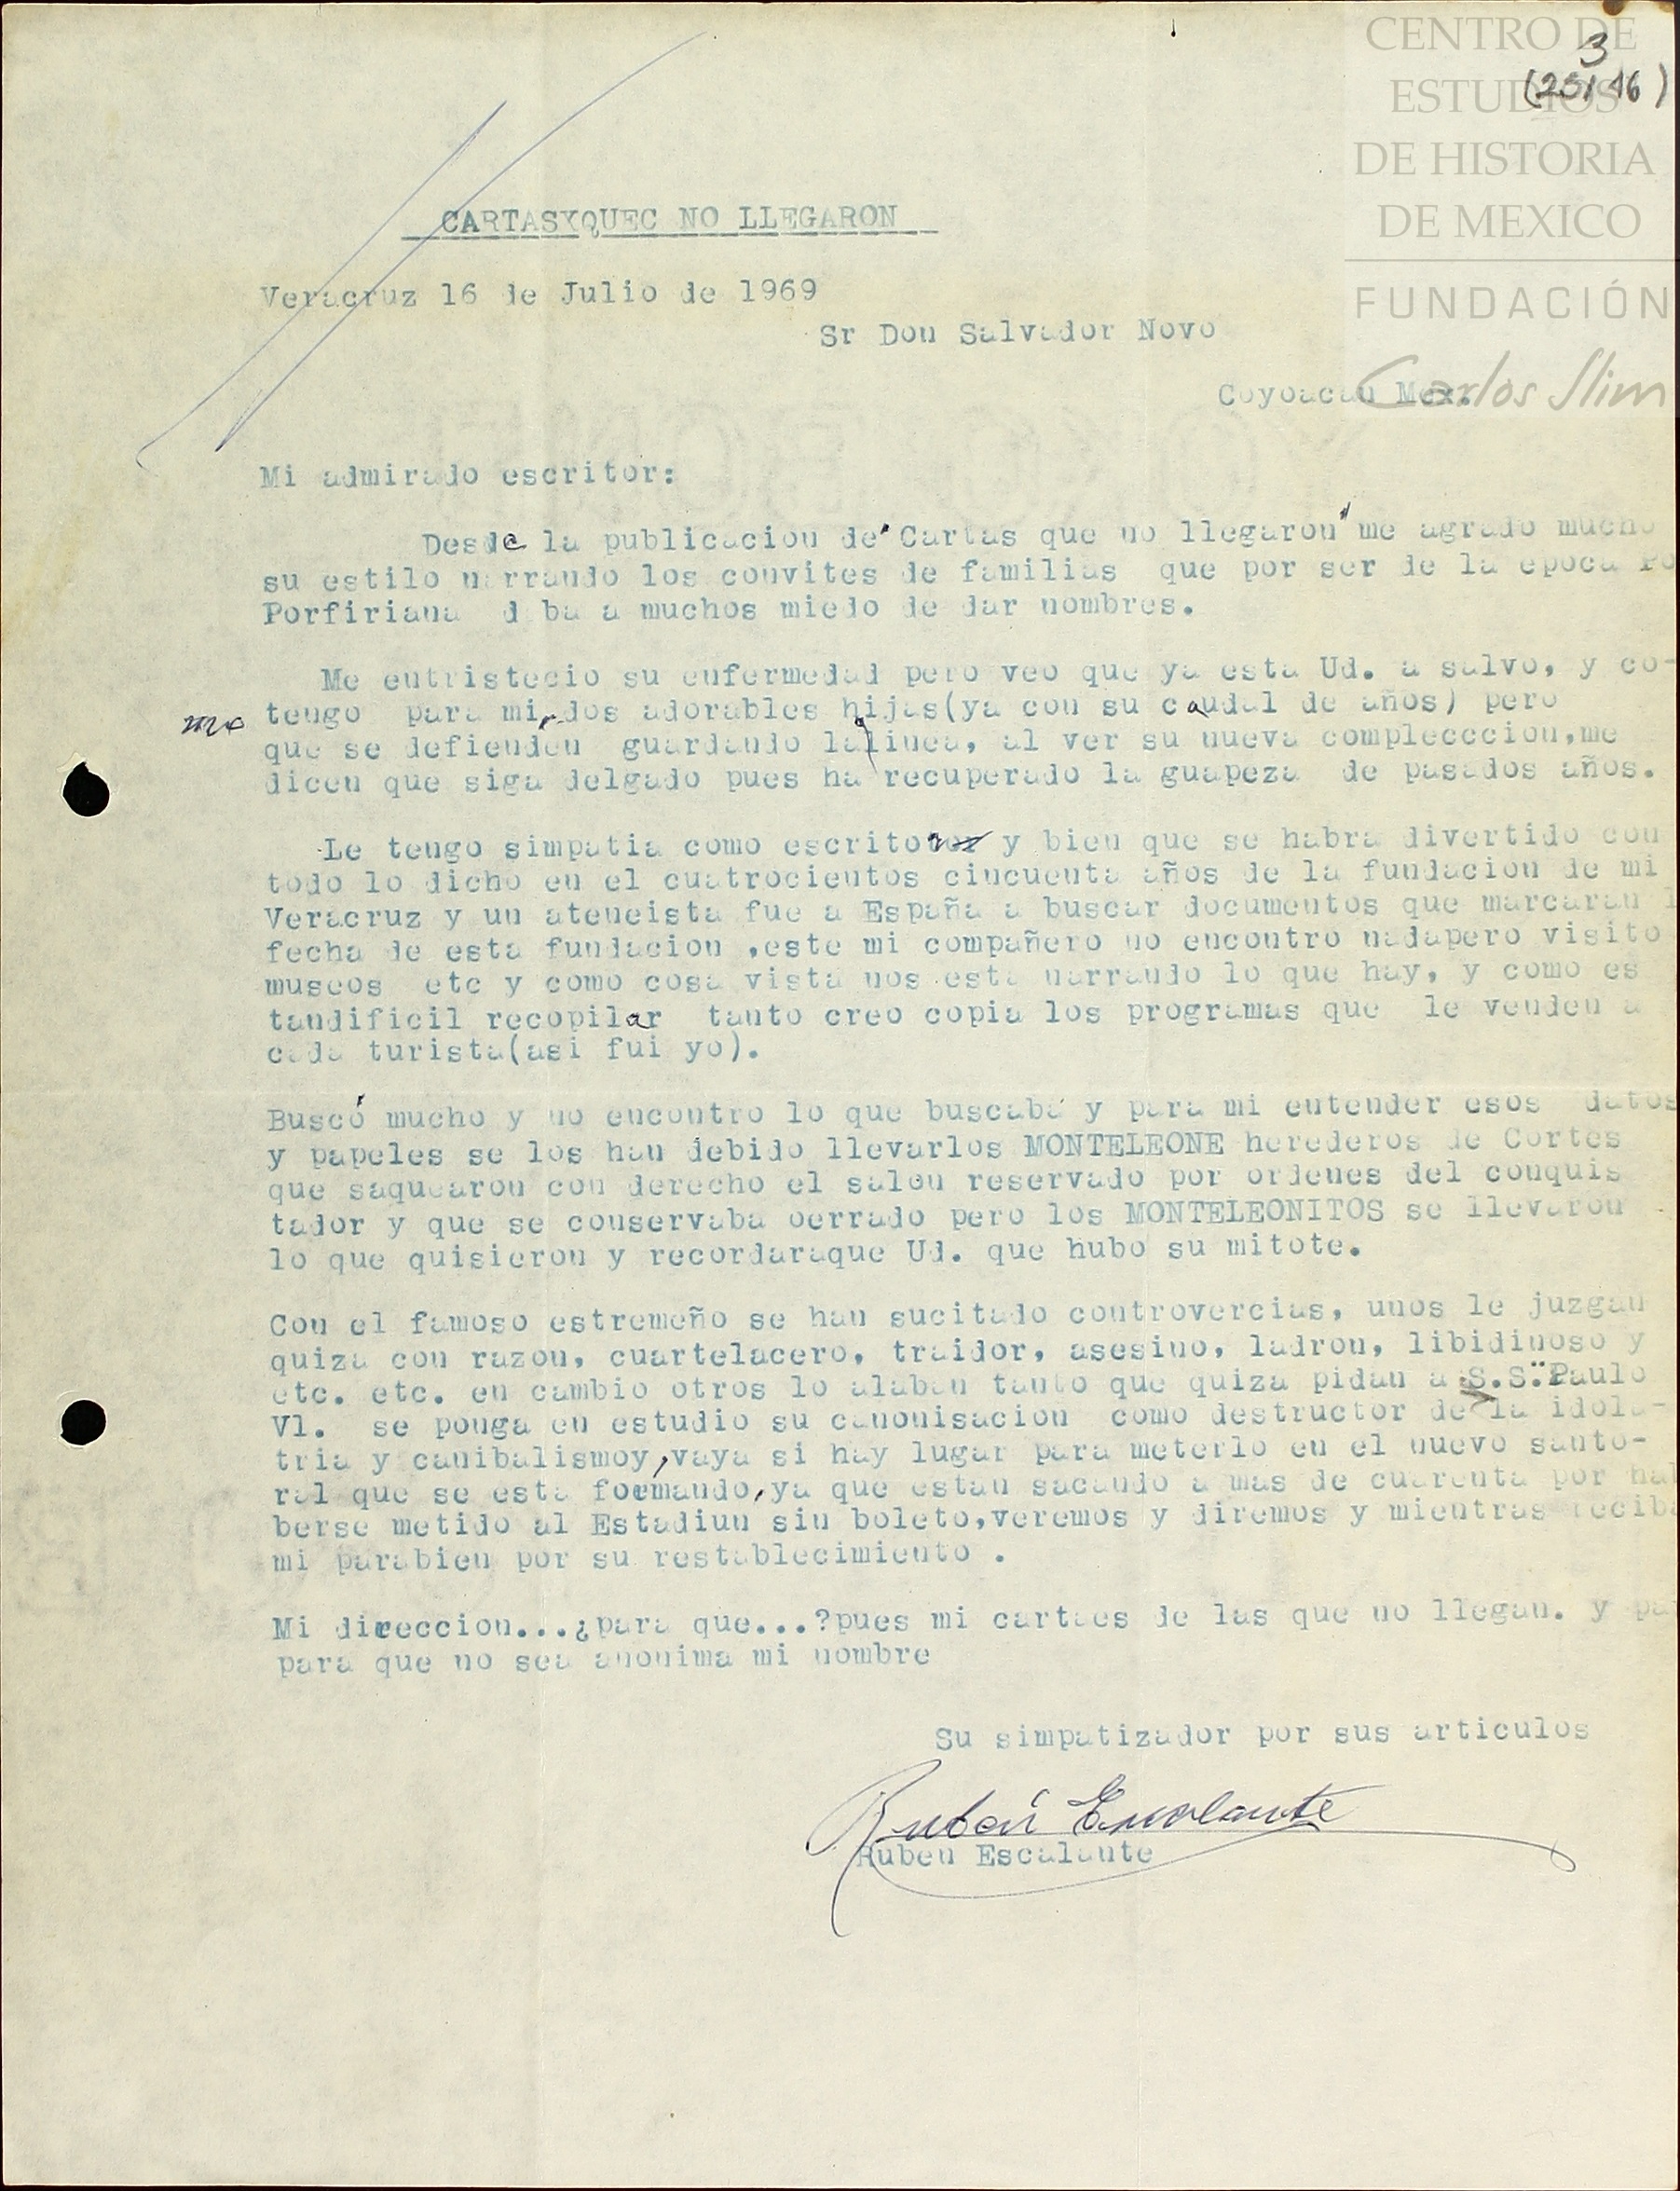 CENTRO DE
ESTUDIOS
DE HISTORIA
DE MEXICO
FUNDACIÓN
Carlos Slim
3
CARTASYQUEC NO LLEGARON
Veracruz 16 de Julio de 1969
Sr Don Salvador Novo
Coyoacan Mex.
Mi admirado escritor:
Desde la publicacion de "Cartas que no llegaron" me agrado mucho
su estilo narrando los convites de familias que por ser de la epoca Po
Porfiriana daba a muchos miedo de dar nombres.
Me entristecio su enfermedad pero veo que ya esta Ud. a salvo, y co-
me tengo para mi, dos adorables hijas(ya con su caudal de años) pero
que se defienden guardando la linea, al ver su nueva completccion,me
dicen que siga delgado pues ha recuperado la guapeza de pasados años.
Le tengo simpatia como escritor y bien que se habra divertido con
todo lo dicho en el cuatrocientos cincuenta años de la fundacion de mi
Veracruz y un ateneista fue a España a buscar documentos que marcaran l
fecha de esta fundacion ,este mi compañero no encontro nadapero visito
museos etc y como cosa vista nos esta narrando lo que hay, y como es
tandificil recopilar tanto creo copia los programas que le venden a
cada turista(asi fui yo).
Buscó mucho y no encontro lo que buscaba y para mi entender esos datos
y papeles se los han debido llevarlos MONTELEONE herederos de Cortes
que saquearon con derecho el salon reservado por ordenes del conquis
tador y que se conservaba cerrado pero los MONTELEONITOS se llevaron
lo que quisieron y recordaraque Ud. que hubo su mitote.
Con el famoso estremeño se han sucitado controvercias, unos le juzgan
quiza con razon, cuartelacero, traidor, asesino, ladron, libidinoso y
etc. etc. en cambio otros lo alaban tanto que quiza pidan a S.S. Paulo
Vl. se ponga en estudio su canonisacion como destructor de la idola-
tria y canibalismoy,vaya si hay lugar para meterlo en el nuevo santo-
ral que se esta formando,ya que estan sacando a mas de cuarenta por hab
berse metido al Estadiun sin boleto,veremos y diremos y mientras reciba
mi parabien por su restablecimiento .
Mi direccion...¿para que...?pues mi cartaes de las que no llegan. y pa
para que no sea anonima mi nombre
Su simpatizador por sus articulos
Rubén Escalante
Ruben Escalante